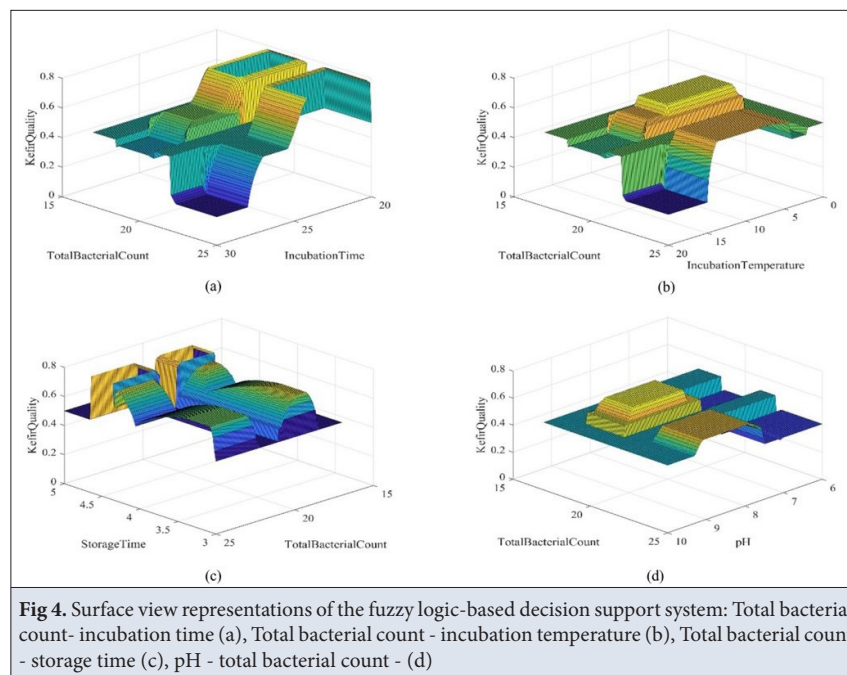 0.8
0.6
0.4
0.2
0
KefirQuality
15
20
25
TotalBacterialCount
30
25
20
IncubationTime
(a)
0.8
0.6
0.4
0.2
0
KefirQuality
15
20
25
TotalBacterialCount
20
15
10
5
0
IncubationTemperature
(b)
0.8
0.6
0.4
0.2
0
KefirQuality
5
4.5
4
3.5
3
StorageTime
25
20
15
TotalBacterialCount
(c)
0.8
0.6
0.4
0.2
0
KefirQuality
15
20
25
TotalBacterialCount
10
9
8
7
6
pH
(d)
Fig 4. Surface view representations of the fuzzy logic-based decision support system: Total bacteria
count- incubation time (a), Total bacterial count - incubation temperature (b), Total bacterial coun
- storage time (c), pH - total bacterial count - (d)